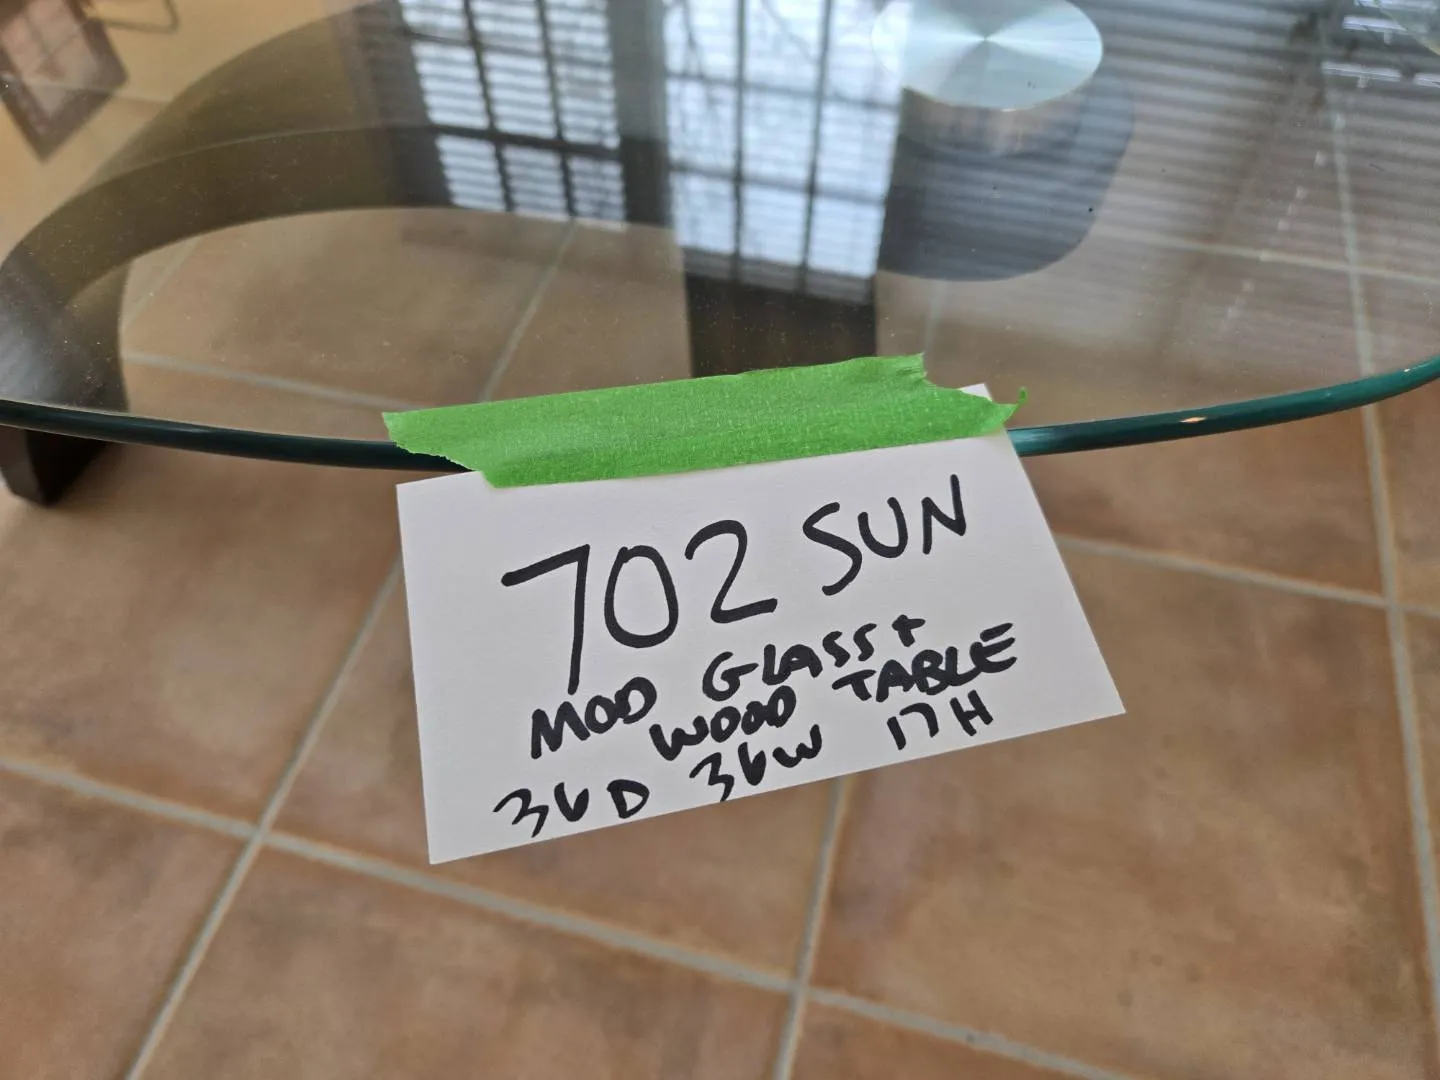 702 SUN
MOD GLASS +
WOOD TABLE
36D 36W 17H